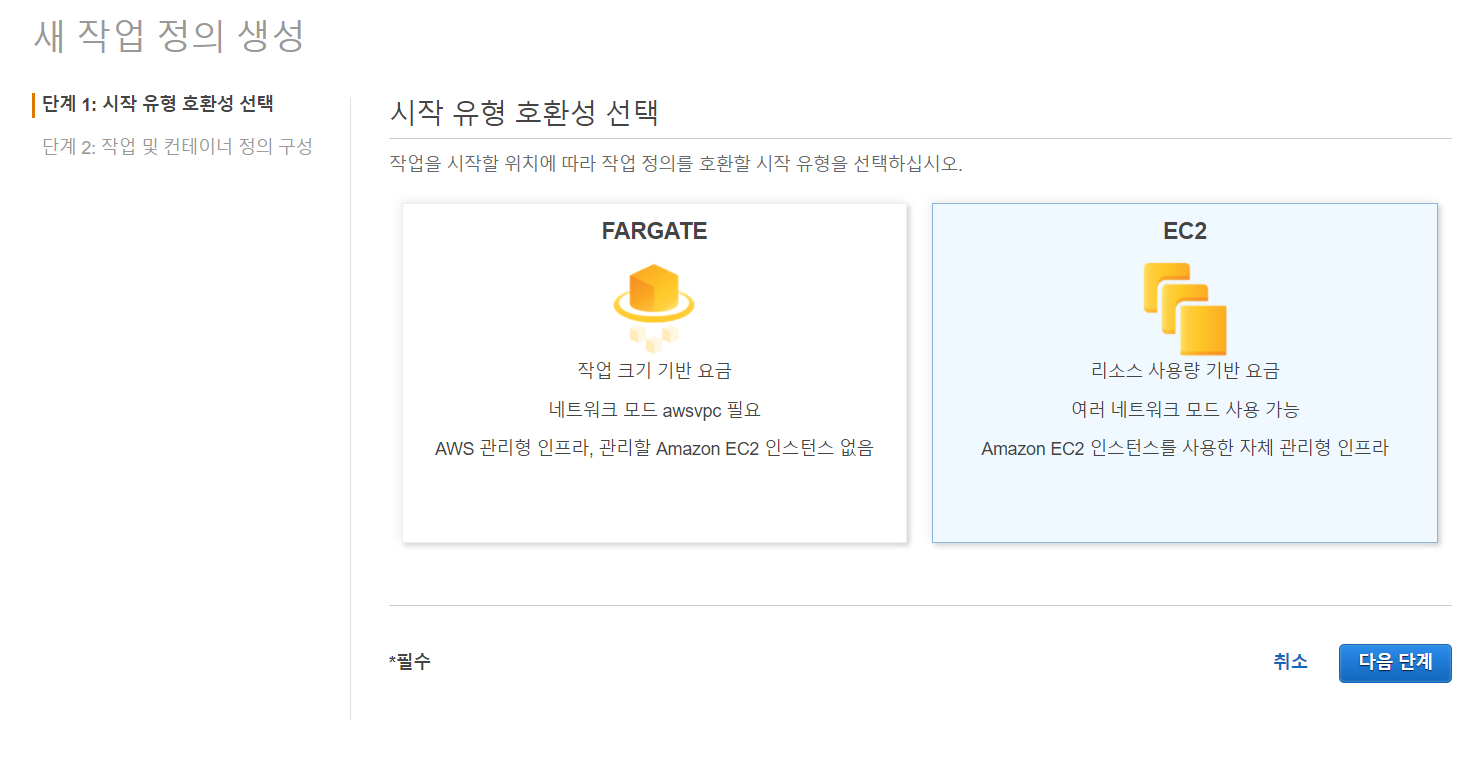 새 작업 정의 생성
단계 1: 시작 유형 호환성 선택
단계 2: 작업 및 컨테이너 정의 구성
시작 유형 호환성 선택
작업을 시작할 위치에 따라 작업 정의를 호환할 시작 유형을 선택하십시오.
FARGATE
작업 크기 기반 요금
네트워크 모드 awsvpc 필요
AWS 관리형 인프라, 관리할 Amazon EC2 인스턴스 없음
EC2
리소스 사용량 기반 요금
여러 네트워크 모드 사용 가능
Amazon EC2 인스턴스를 사용한 자체 관리형 인프라
*필수
취소
다음 단계